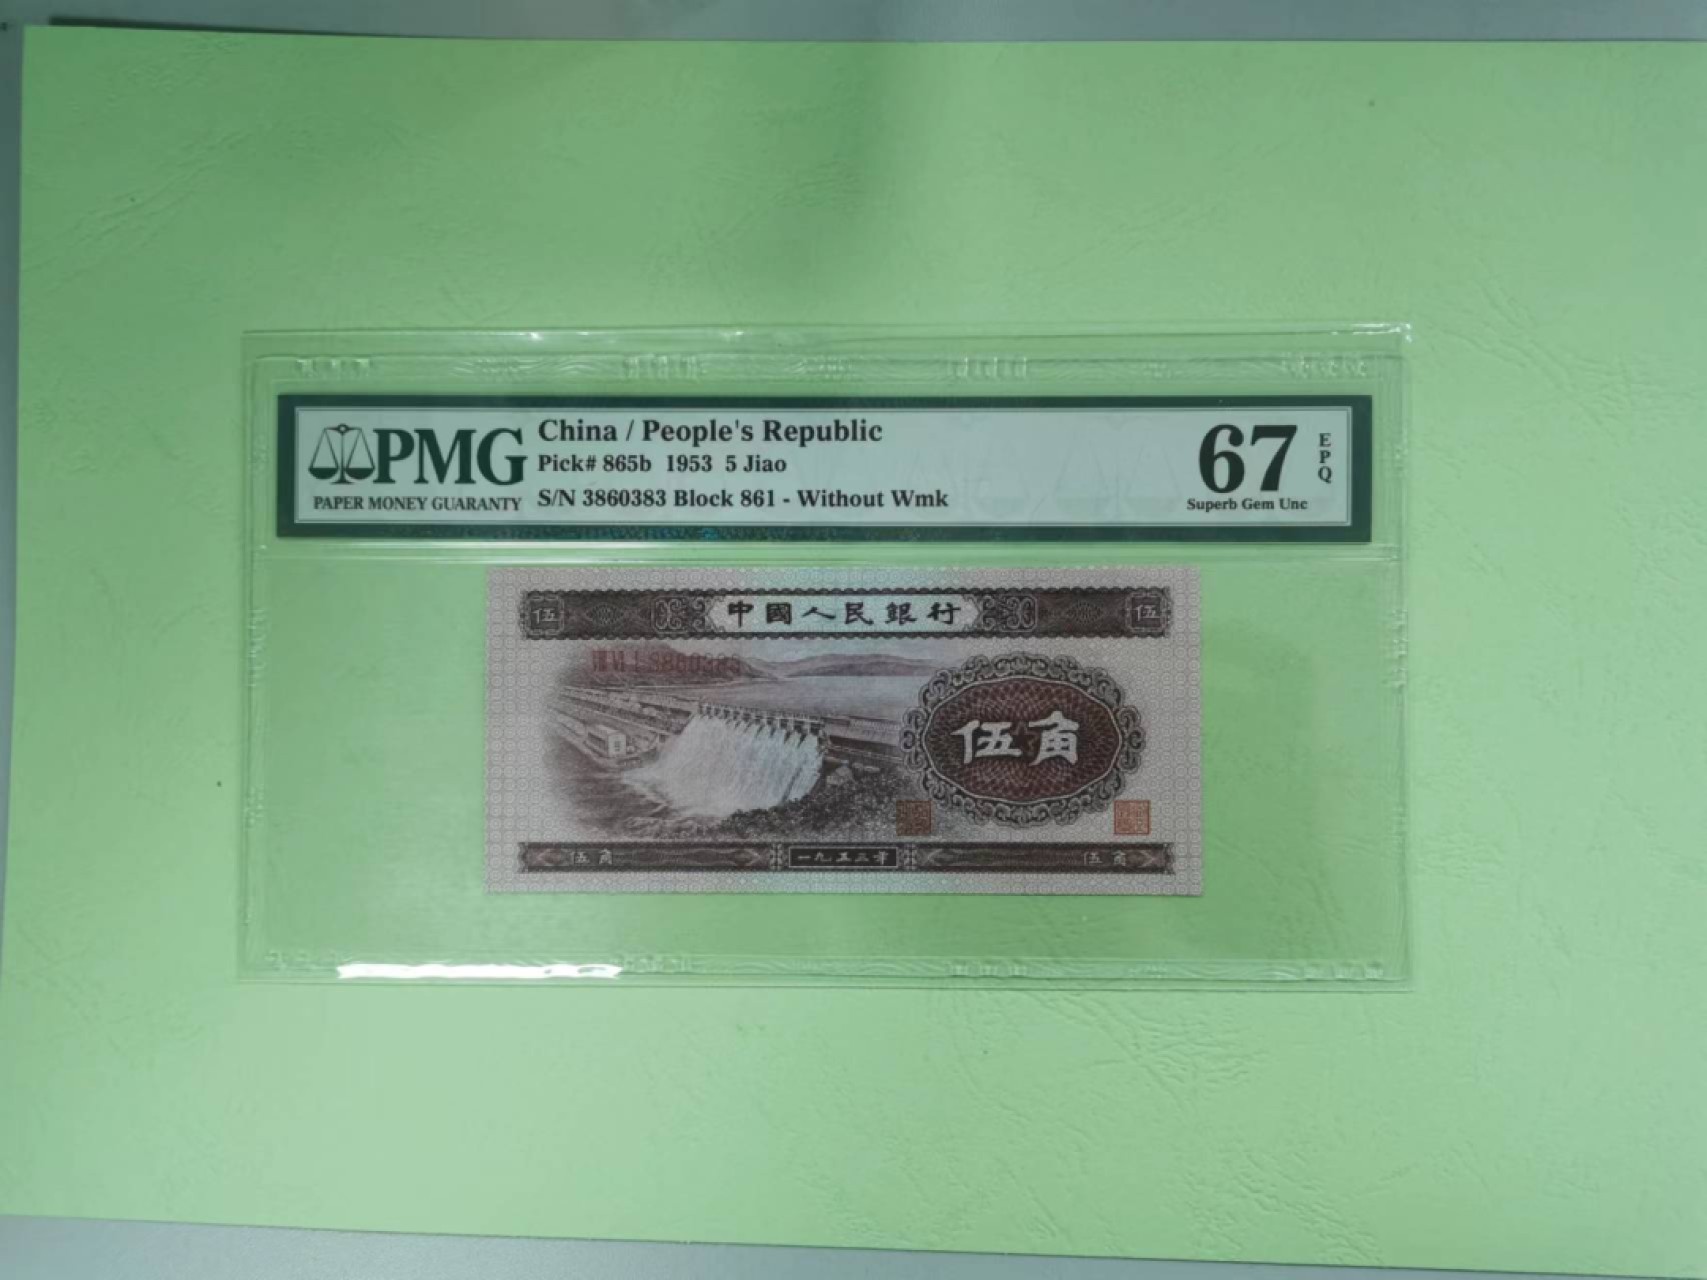 PMG
PAPER MONEY GUARANTY
China / People's Republic
Pick# 865b 1953 5 Jiao
S/N 3860383 Block 861 - Without Wmk
67
EPQ
Superb Gem Unc
伍 中國人民銀行 伍
ⅧⅥⅠ 3860383
伍角
伍角 一九五三年 伍角